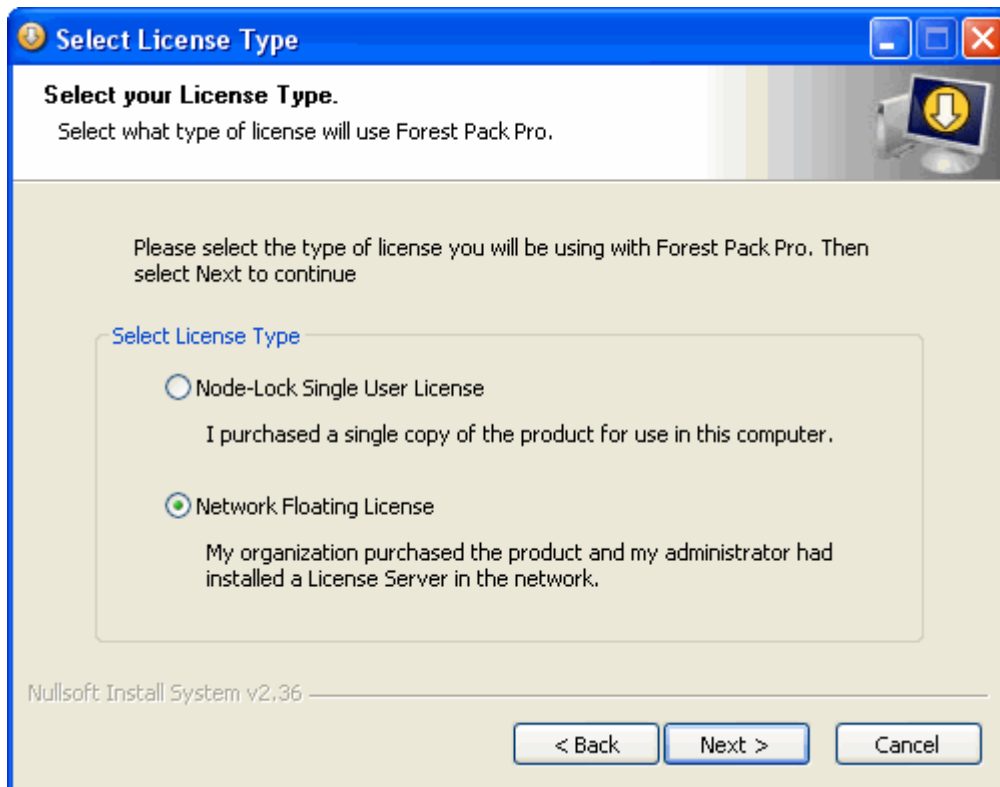 Select License Type
Select your License Type.
Select what type of license will use Forest Pack Pro.
Please select the type of license you will be using with Forest Pack Pro. Then
select Next to continue
Select License Type
Node-Lock Single User License
I purchased a single copy of the product for use in this computer.
Network Floating License
My organization purchased the product and my administrator had
installed a License Server in the network.
Nullsoft Install System v2.36
< Back Next > Cancel